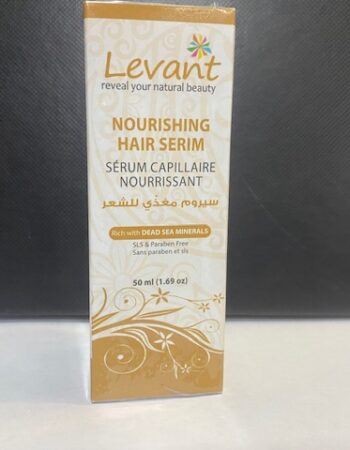 Levant
reveal your natural beauty
NOURISHING
HAIR SERIM
SÉRUM CAPILLAIRE
NOURRISSANT
سيروم مغذّي للشعر
Rich with DEAD SEA MINERALS
SLS & Paraben Free
Sans paraben et sls
50 ml (1.69 oz)